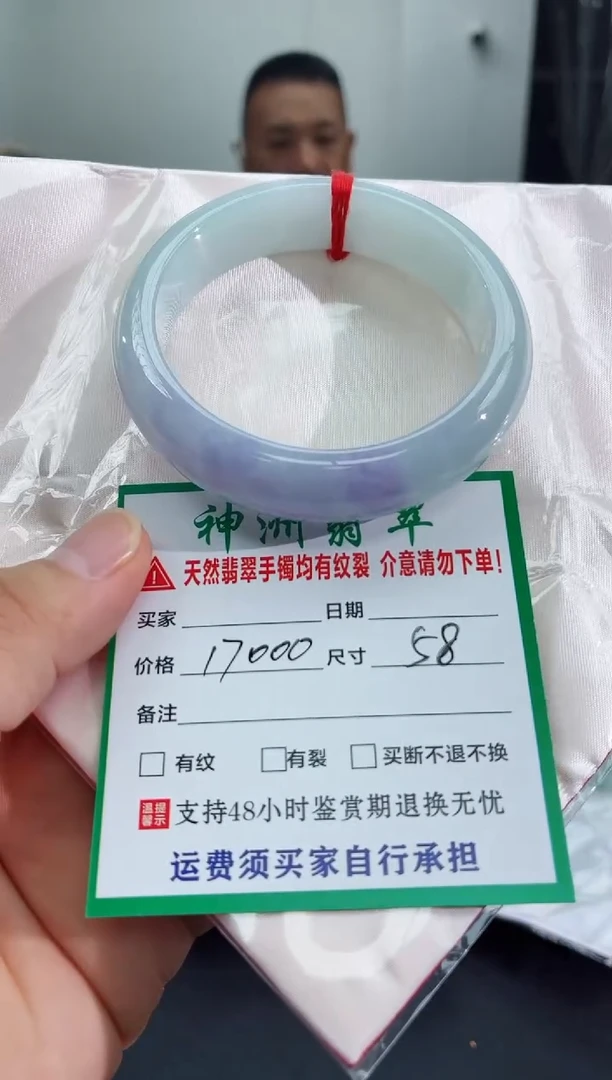 神洲翡翠
天然翡翠手镯均有纹裂 介意请勿下单!
买家 日期
价格 17000 尺寸 58
备注
有纹 有裂 买断不退不换
温馨提示 支持48小时鉴赏期退换无忧
运费须买家自行承担